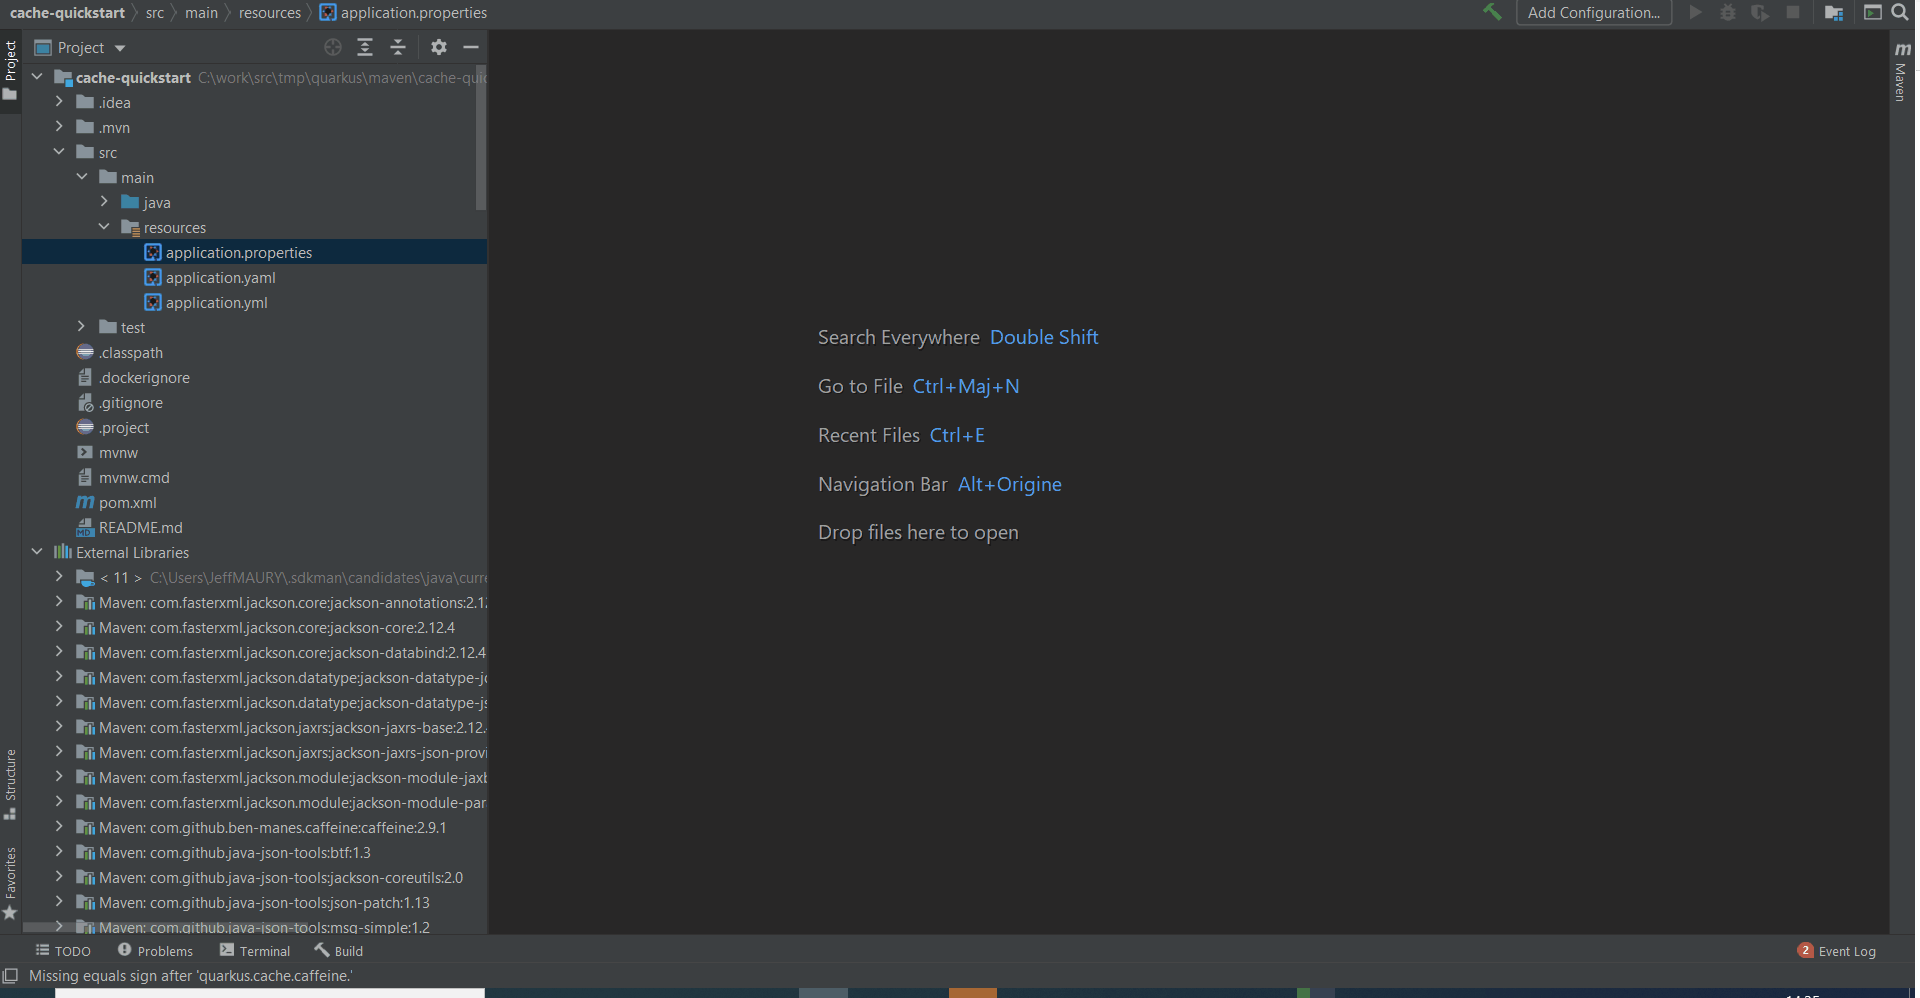 cache-quickstart src main resources application.properties
Add Configuration...
Project
Project
Maven
cache-quickstart C:\work\src\tmp\quarkus\maven\cache-quic
.idea
.mvn
src
main
java
resources
application.properties
application.yaml
application.yml
test
.classpath
.dockerignore
.gitignore
.project
mvnw
mvnw.cmd
pom.xml
README.md
External Libraries
< 11 > C:\Users\JeffMAURY\.sdkman\candidates\java\curre
Maven: com.fasterxml.jackson.core:jackson-annotations:2.12
Maven: com.fasterxml.jackson.core:jackson-core:2.12.4
Maven: com.fasterxml.jackson.core:jackson-databind:2.12.4
Maven: com.fasterxml.jackson.datatype:jackson-datatype-jd
Maven: com.fasterxml.jackson.datatype:jackson-datatype-js
Maven: com.fasterxml.jackson.jaxrs:jackson-jaxrs-base:2.12.
Maven: com.fasterxml.jackson.jaxrs:jackson-jaxrs-json-provi
Maven: com.fasterxml.jackson.module:jackson-module-jaxb
Maven: com.fasterxml.jackson.module:jackson-module-par
Maven: com.github.ben-manes.caffeine:caffeine:2.9.1
Maven: com.github.java-json-tools:btf:1.3
Maven: com.github.java-json-tools:jackson-coreutils:2.0
Maven: com.github.java-json-tools:json-patch:1.13
Maven: com.github.java-json-tools:msg-simple:1.2
Search Everywhere Double Shift
Go to File Ctrl+Maj+N
Recent Files Ctrl+E
Navigation Bar Alt+Origine
Drop files here to open
Structure
Favorites
TODO Problems Terminal Build
2 Event Log
Missing equals sign after 'quarkus.cache.caffeine.'